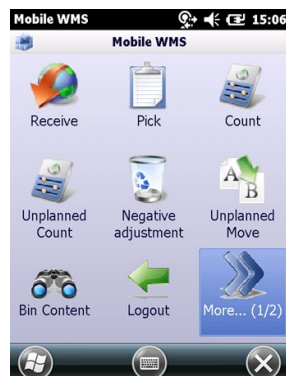 Mobile WMS 15:06
Mobile WMS
Receive Pick Count
Unplanned Negative Unplanned
Count adjustment Move
A B
Bin Content Logout More... (1/2)